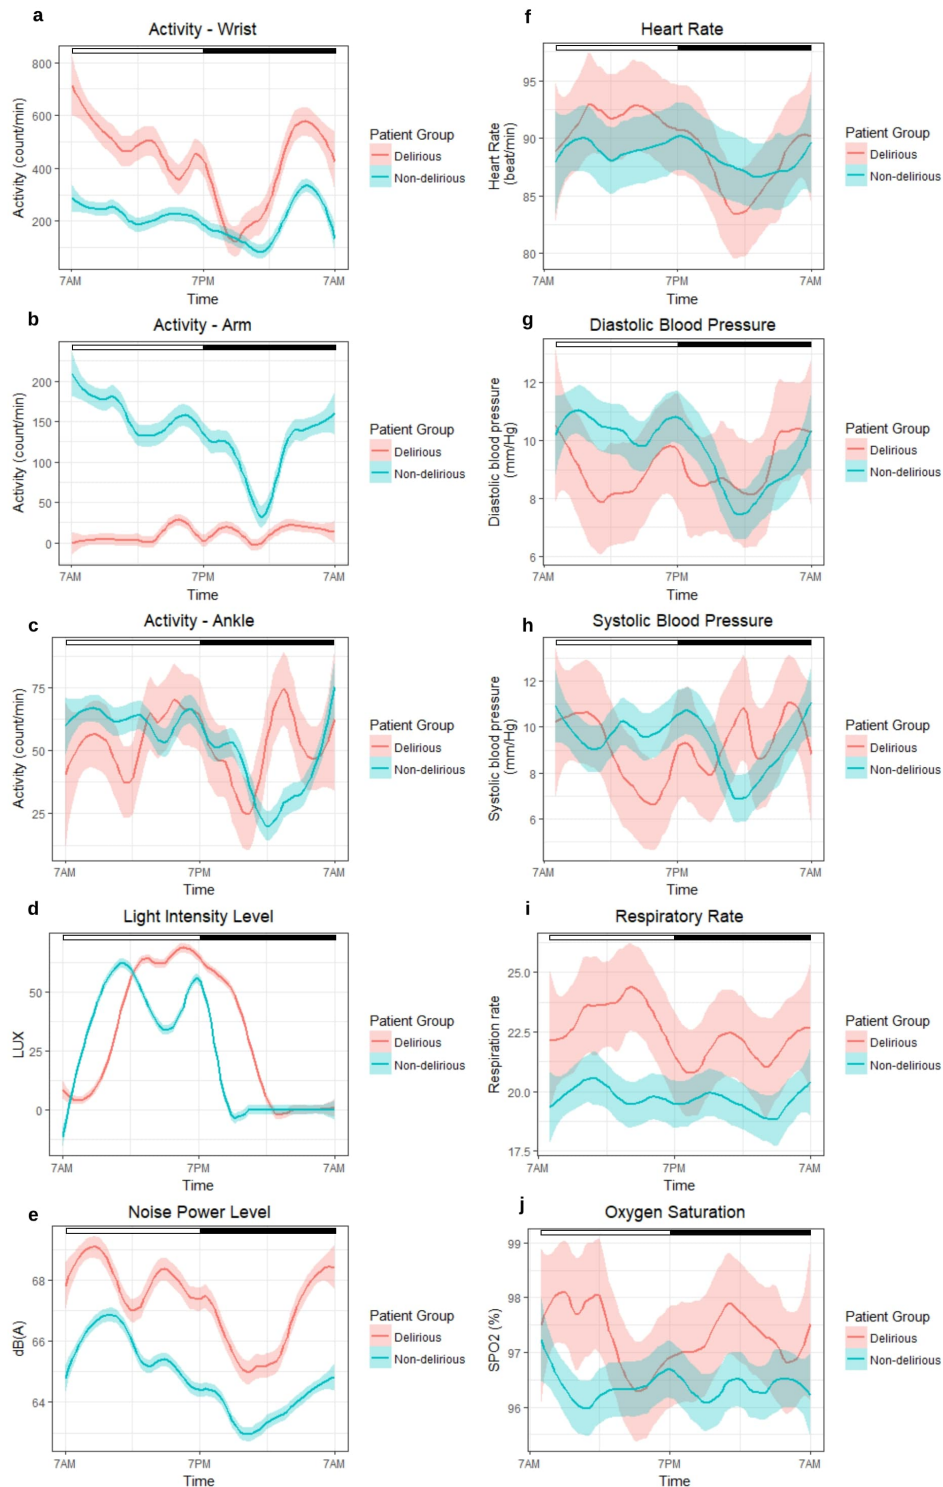 a
Activity - Wrist
800
600
400
200
Activity (count/min)
7AM
7PM
7AM
Time
Patient Group
Delirious
Non-delirious
b
Activity - Arm
200
150
100
50
0
Activity (count/min)
7AM
7PM
7AM
Time
Patient Group
Delirious
Non-delirious
c
Activity - Ankle
75
50
25
Activity (count/min)
7AM
7PM
7AM
Time
Patient Group
Delirious
Non-delirious
d
Light Intensity Level
50
25
0
LUX
7AM
7PM
7AM
Time
Patient Group
Delirious
Non-delirious
e
Noise Power Level
68
66
64
dB(A)
7AM
7PM
7AM
Time
Patient Group
Delirious
Non-delirious
f
Heart Rate
95
90
85
80
Heart Rate
(beat/min)
7AM
7PM
7AM
Time
Patient Group
Delirious
Non-delirious
g
Diastolic Blood Pressure
12
10
8
6
Diastolic blood pressure
(mm/Hg)
7AM
7PM
7AM
Time
Patient Group
Delirious
Non-delirious
h
Systolic Blood Pressure
12
10
8
6
Systolic blood pressure
(mm/Hg)
7AM
7PM
7AM
Time
Patient Group
Delirious
Non-delirious
i
Respiratory Rate
25.0
22.5
20.0
17.5
Respiration rate
7AM
7PM
7AM
Time
Patient Group
Delirious
Non-delirious
j
Oxygen Saturation
99
98
97
96
SPO2 (%)
7AM
7PM
7AM
Time
Patient Group
Delirious
Non-delirious